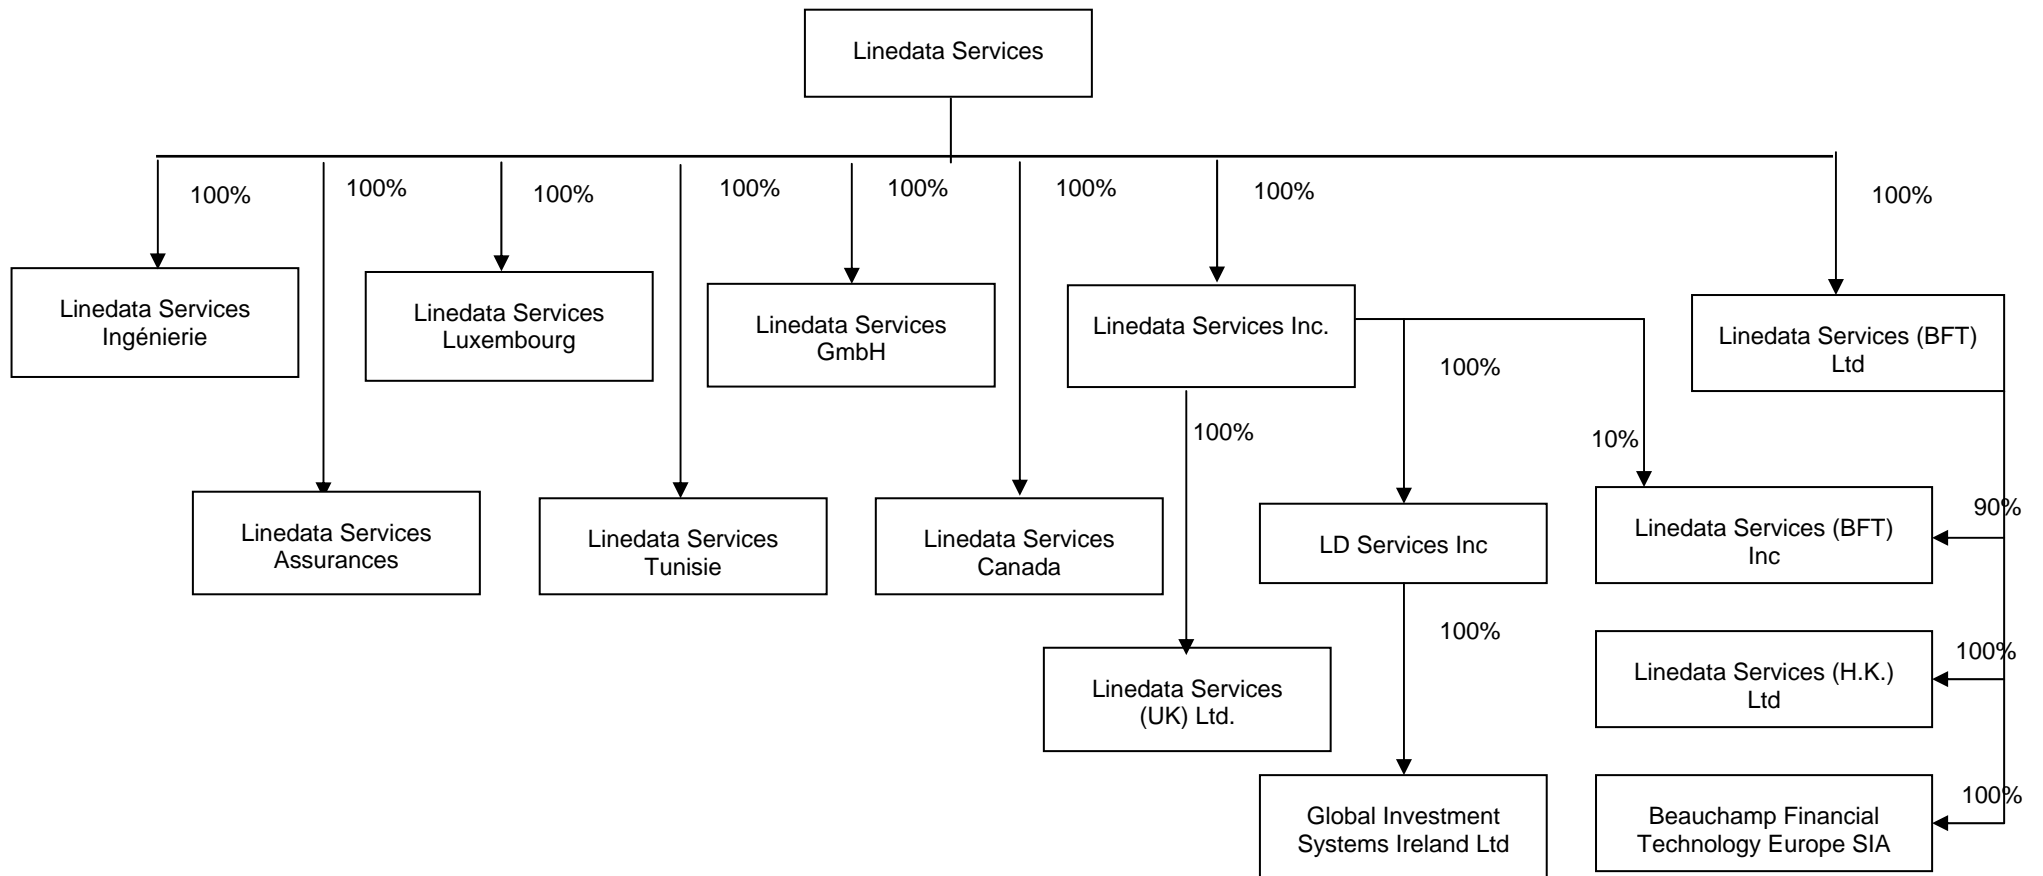 Linedata Services
100%
100%
100%
100%
100%
100%
100%
100%
Linedata Services
Ingénierie
Linedata Services
Luxembourg
Linedata Services
GmbH
Linedata Services Inc.
Linedata Services (BFT)
Ltd
100%
100%
10%
Linedata Services
Assurances
Linedata Services
Tunisie
Linedata Services
Canada
LD Services Inc
Linedata Services (BFT)
Inc
90%
100%
Linedata Services
(UK) Ltd.
Linedata Services (H.K.)
Ltd
100%
Global Investment
Systems Ireland Ltd
Beauchamp Financial
Technology Europe SIA
100%